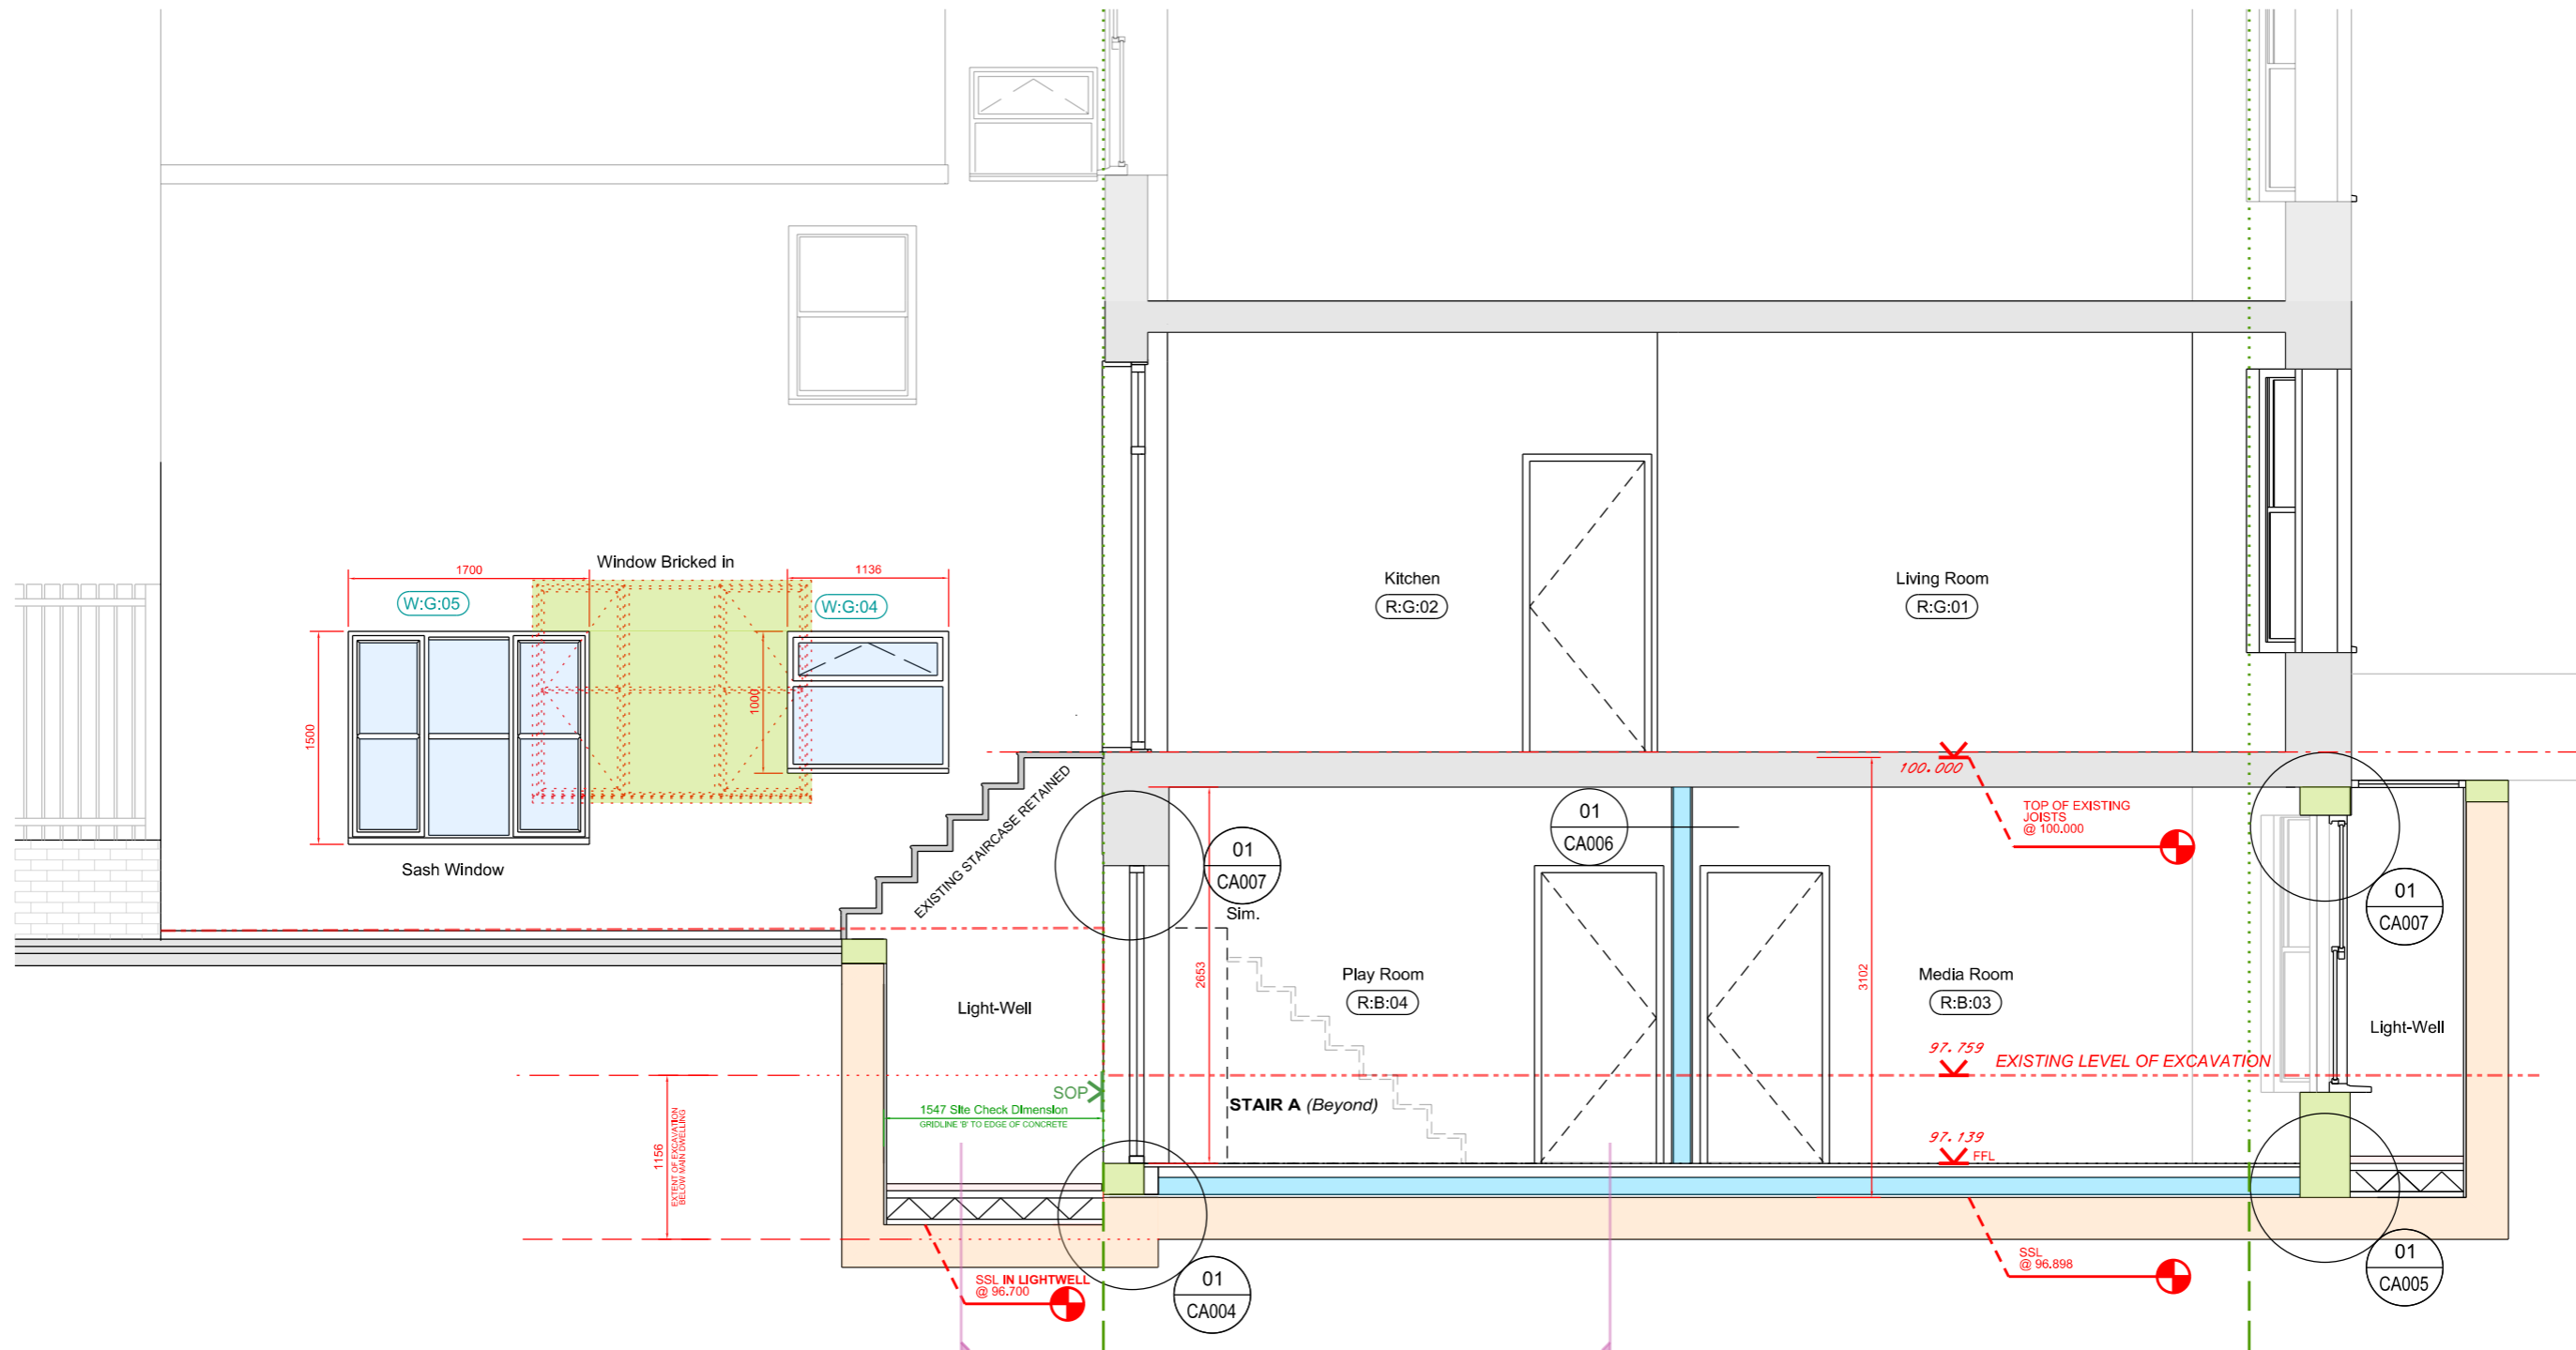 Window Bricked in
1700
1136
W:G:05
W:G:04
1500
1000
Sash Window
EXISTING STAIRCASE RETAINED
Kitchen
R:G:02
Living Room
R:G:01
100.000
TOP OF EXISTING
JOISTS
@ 100.000
01
CA006
01
CA007
Sim.
01
CA007
2653
3102
Play Room
R:B:04
Media Room
R:B:03
Light-Well
Light-Well
97.759
EXISTING LEVEL OF EXCAVATION
SOP
1547 Site Check Dimension
GRIDLINE 'B' TO EDGE OF CONCRETE
STAIR A (Beyond)
1156
EXTENT OF EXCAVATION
BELOW MAIN DWELLING
97.139
FFL
SSL IN LIGHTWELL
@ 96.700
01
CA004
SSL
@ 96.898
01
CA005